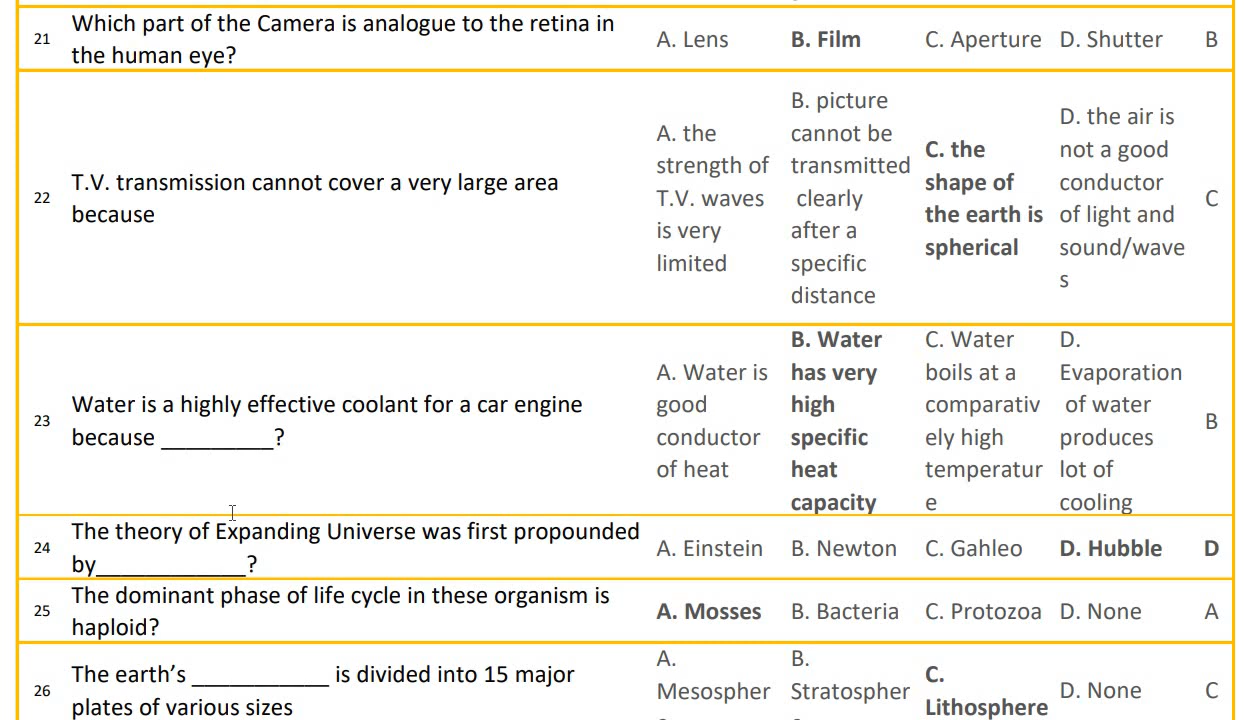 21 Which part of the Camera is analogue to the retina in
the human eye?
A. Lens
B. Film
C. Aperture
D. Shutter
B
22 T.V. transmission cannot cover a very large area
because
A. the
strength of
T.V. waves
is very
limited
B. picture
cannot be
transmitted
clearly
after a
specific
distance
C. the
shape of
the earth is
spherical
D. the air is
not a good
conductor
of light and
sound/wave
s
C
23 Water is a highly effective coolant for a car engine
because _________?
A. Water is
good
conductor
of heat
B. Water
has very
high
specific
heat
capacity
C. Water
boils at a
comparativ
ely high
temperatur
e
D.
Evaporation
of water
produces
lot of
cooling
B
24 The theory of Expanding Universe was first propounded
by____________?
A. Einstein
B. Newton
C. Gahleo
D. Hubble
D
25 The dominant phase of life cycle in these organism is
haploid?
A. Mosses
B. Bacteria
C. Protozoa
D. None
A
26 The earth’s ___________ is divided into 15 major
plates of various sizes
A.
Mesospher
B.
Stratospher
C.
Lithosphere
D. None
C